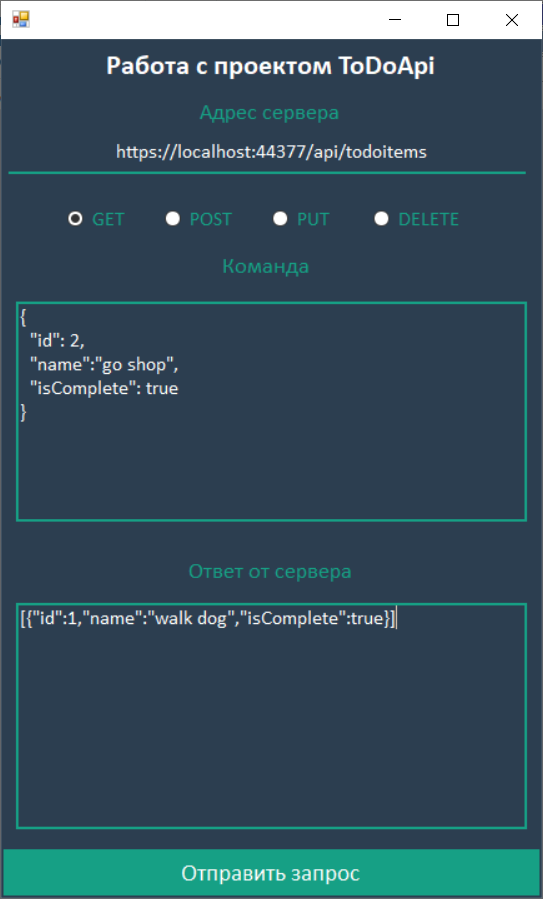 Работа с проектом ToDoApi
Адрес сервера
https://localhost:44377/api/todoitems
GET POST PUT DELETE
Команда
{
"id": 2,
"name":"go shop",
"isComplete": true
}
Ответ от сервера
[{"id":1,"name":"walk dog","isComplete":true}]
Отправить запрос